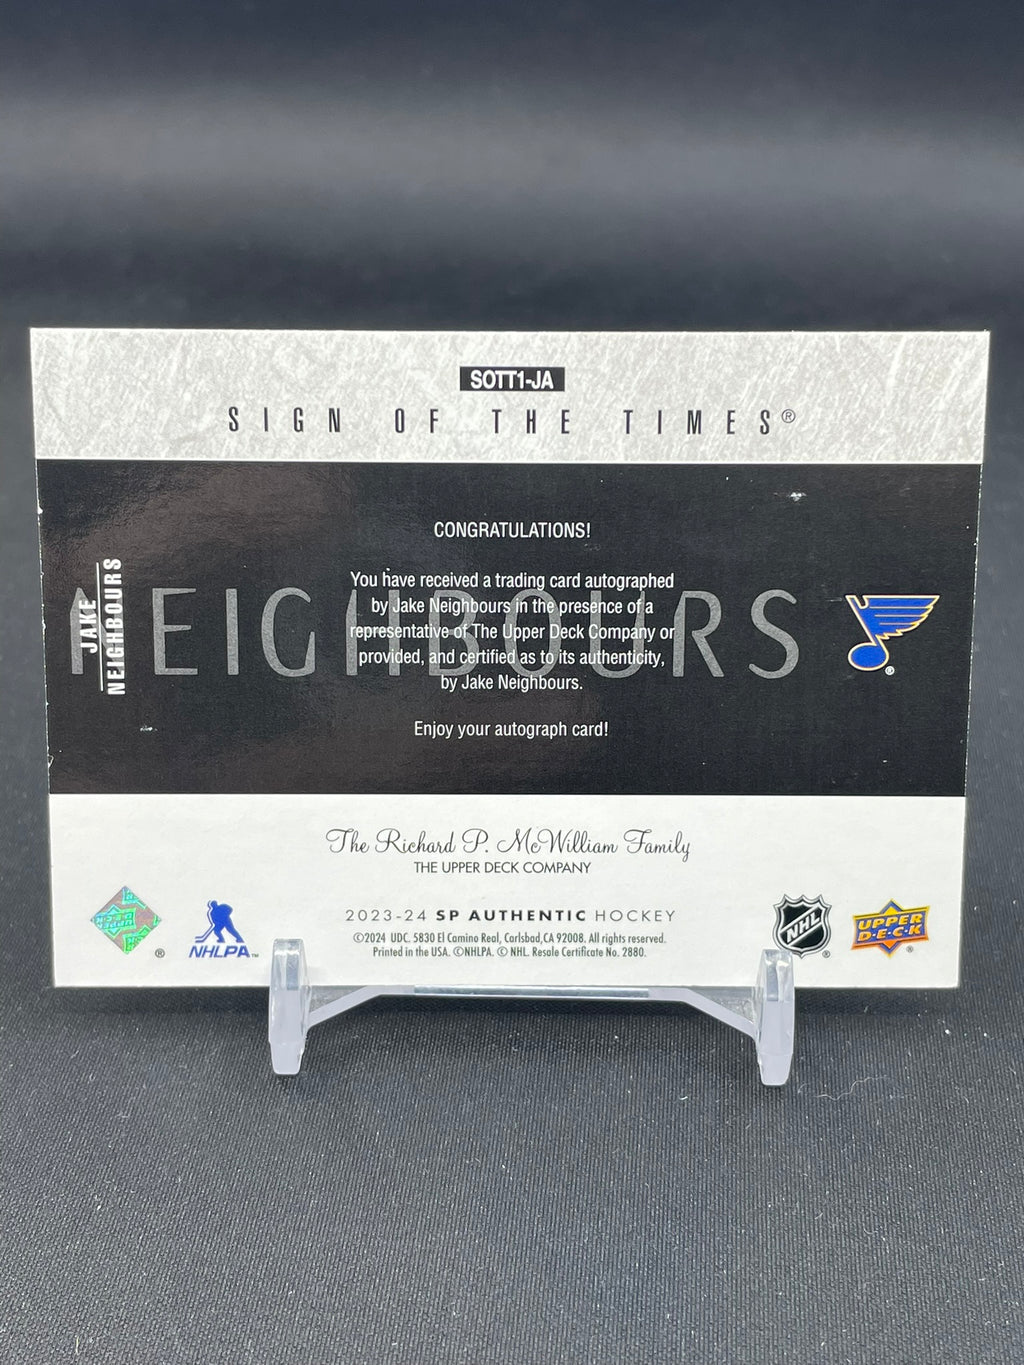 SOTT1-JA
SIGN OF THE TIMES®
CONGRATULATIONS!
You have received a trading card autographed
by Jake Neighbours in the presence of a
representative of The Upper Deck Company or
provided, and certified as to its authenticity,
by Jake Neighbours.
Enjoy your autograph card!
JAKE
NEIGHBOURS
NEIGHBOURS
®
The Richard P. McWilliam Family
THE UPPER DECK COMPANY
2023-24 SP AUTHENTIC HOCKEY
©2024 UDC. 5830 El Camino Real, Carlsbad,CA 92008. All rights reserved.
Printed in the USA. ©NHLPA. © NHL. Resale Certificate No. 2880.
®
NHLPA™
NHL®
UPPER
D·E·C·K®